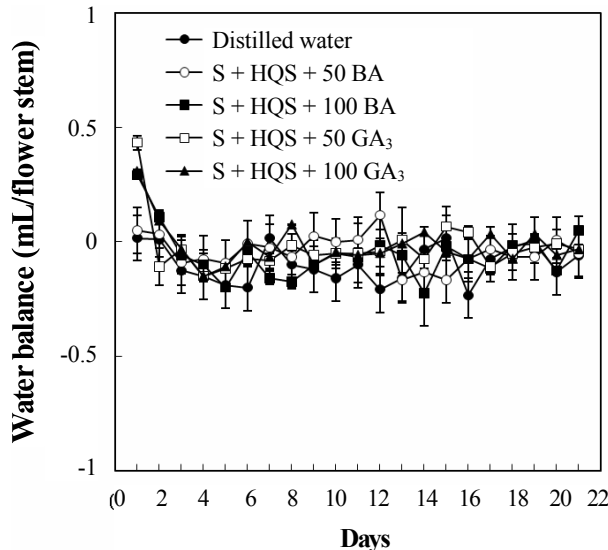 1
Distilled water
S + HQS + 50 BA
S + HQS + 100 BA
0.5
S + HQS + 50 GA₃
S + HQS + 100 GA₃
0
-0.5
-1
(0 2 4 6 8 10 12 14 16 18 20 22
Days
Water balance (mL/flower stem)